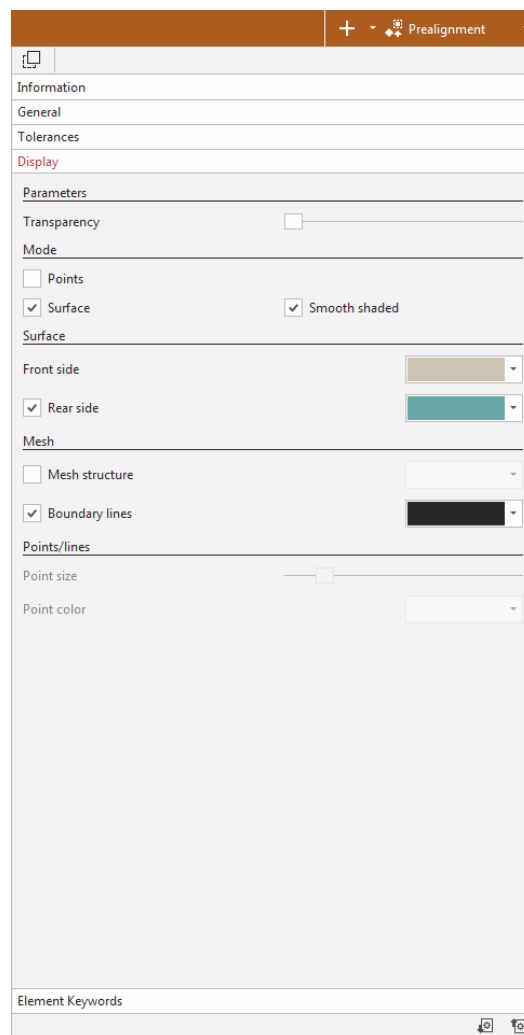 Prealignment
Information
General
Tolerances
Display
Parameters
Transparency
Mode
Points
Surface Smooth shaded
Surface
Front side
Rear side
Mesh
Mesh structure
Boundary lines
Points/lines
Point size
Point color
Element Keywords